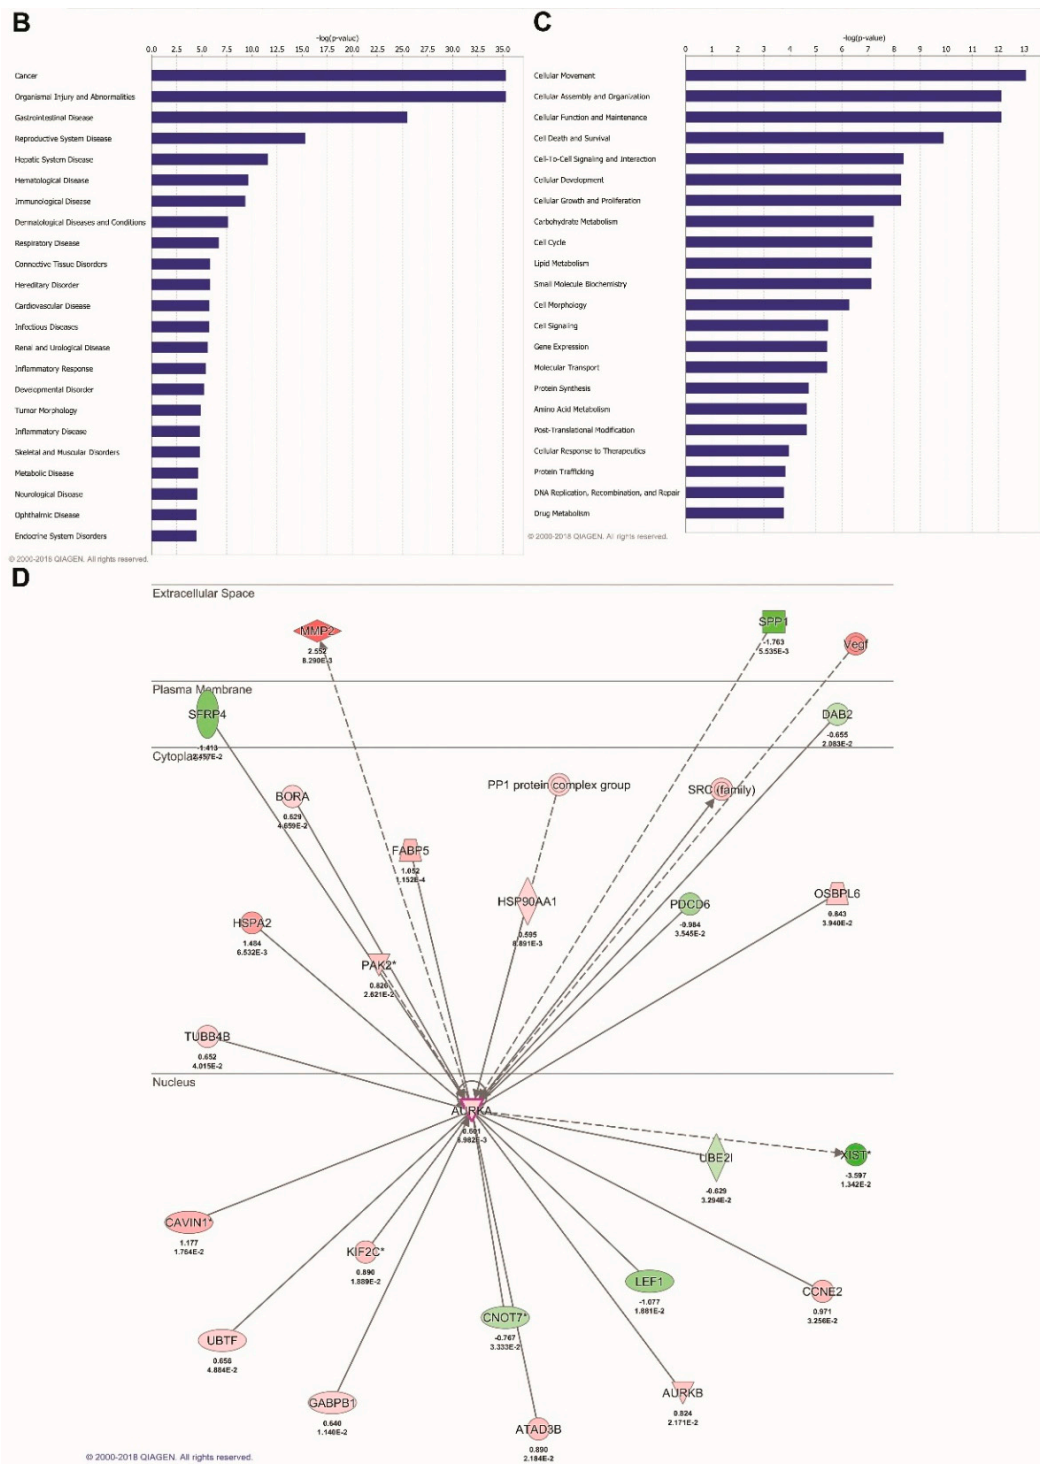 B
-log(p-value)
0.0 2.5 5.0 7.5 10.0 12.5 15.0 17.5 20.0 22.5 25.0 27.5 30.0 32.5 35.0
Cancer
Organismal Injury and Abnormalities
Gastrointestinal Disease
Reproductive System Disease
Hepatic System Disease
Hematological Disease
Immunological Disease
Dermatological Diseases and Conditions
Respiratory Disease
Connective Tissue Disorders
Hereditary Disorder
Cardiovascular Disease
Infectious Diseases
Renal and Urological Disease
Inflammatory Response
Developmental Disorder
Tumor Morphology
Inflammatory Disease
Skeletal and Muscular Disorders
Metabolic Disease
Neurological Disease
Ophthalmic Disease
Endocrine System Disorders
© 2000-2018 QIAGEN. All rights reserved.
C
-log(p-value)
0 1 2 3 4 5 6 7 8 9 10 11 12 13
Cellular Movement
Cellular Assembly and Organization
Cellular Function and Maintenance
Cell Death and Survival
Cell-To-Cell Signaling and Interaction
Cellular Development
Cellular Growth and Proliferation
Carbohydrate Metabolism
Cell Cycle
Lipid Metabolism
Small Molecule Biochemistry
Cell Morphology
Cell Signaling
Gene Expression
Molecular Transport
Protein Synthesis
Amino Acid Metabolism
Post-Translational Modification
Cellular Response to Therapeutics
Protein Trafficking
DNA Replication, Recombination, and Repair
Drug Metabolism
© 2000-2018 QIAGEN. All rights reserved.
D
Extracellular Space
MMP2
2.552
8.290E-3
SPP1
-1.763
5.535E-3
Vegf
Plasma Membrane
SFRP4
-1.413
DAB2
-0.655
2.083E-2
Cytoplasm
BORA
0.629
4.659E-2
PP1 protein complex group
SRC (family)
FABP5
1.052
1.152E-4
HSP90AA1
0.595
8.891E-3
PDCD6
-0.984
3.545E-2
OSBPL6
0.843
3.940E-2
HSPA2
1.484
6.532E-3
PAK2*
0.826
2.621E-2
TUBB4B
0.652
4.015E-2
Nucleus
AURKA
UBE2I
-0.629
3.294E-2
XIST*
-3.597
1.342E-2
CAVIN1*
1.177
1.764E-2
KIF2C*
0.890
1.889E-2
LEF1
-1.077
1.881E-2
CCNE2
0.971
3.256E-2
CNOT7*
-0.767
3.333E-2
UBTF
0.656
4.884E-2
GABPB1
0.640
1.146E-2
AURKB
0.824
2.171E-2
ATAD3B
0.890
2.184E-2
© 2000-2018 QIAGEN. All rights reserved.